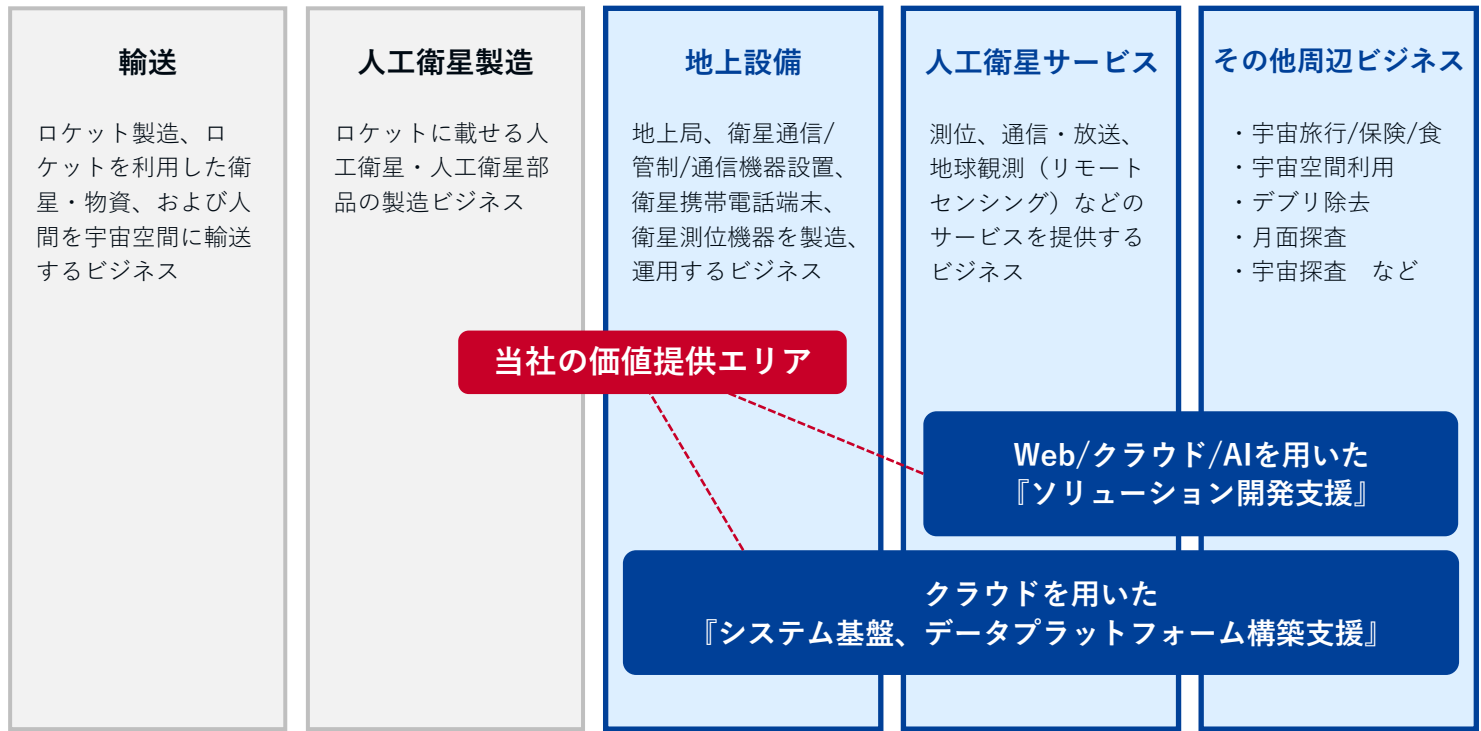 輸送
ロケット製造、ロ
ケットを利用した衛
星・物資、および人
間を宇宙空間に輸送
するビジネス
人工衛星製造
ロケットに載せる人
工衛星・人工衛星部
品の製造ビジネス
地上設備
地上局、衛星通信/
管制/通信機器設置、
衛星携帯電話端末、
衛星測位機器を製造、
運用するビジネス
人工衛星サービス
測位、通信・放送、
地球観測（リモート
センシング）などの
サービスを提供する
ビジネス
その他周辺ビジネス
・宇宙旅行/保険/食
・宇宙空間利用
・デブリ除去
・月面探査
・宇宙探査　など
当社の価値提供エリア
Web/クラウド/AIを用いた
『ソリューション開発支援』
クラウドを用いた
『システム基盤、データプラットフォーム構築支援』